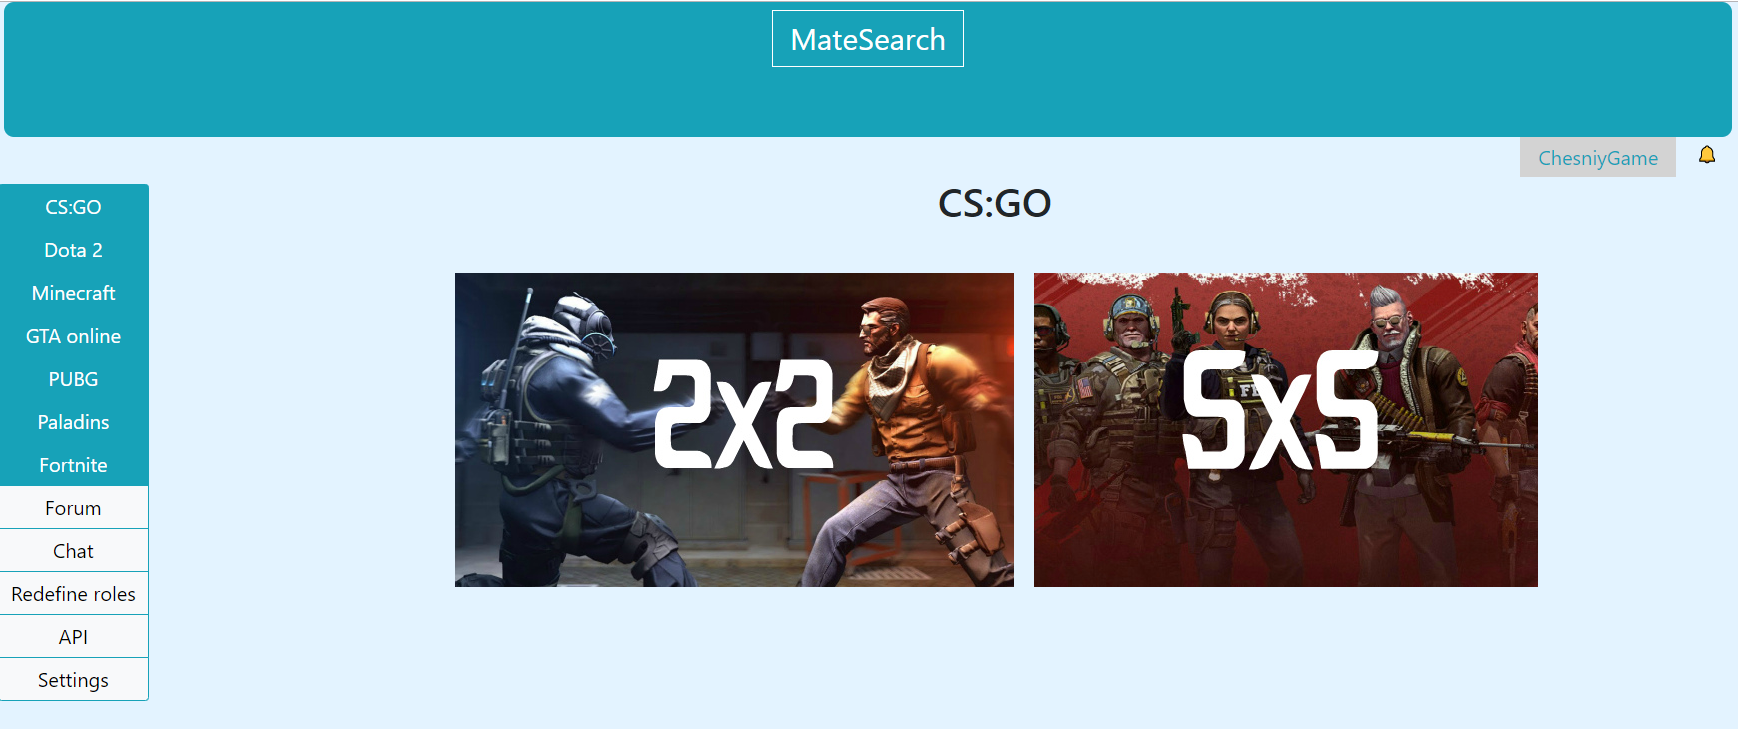 MateSearch
ChesniyGame
CS:GO
Dota 2
Minecraft
GTA online
PUBG
Paladins
Fortnite
Forum
Chat
Redefine roles
API
Settings
CS:GO
2x2
5x5